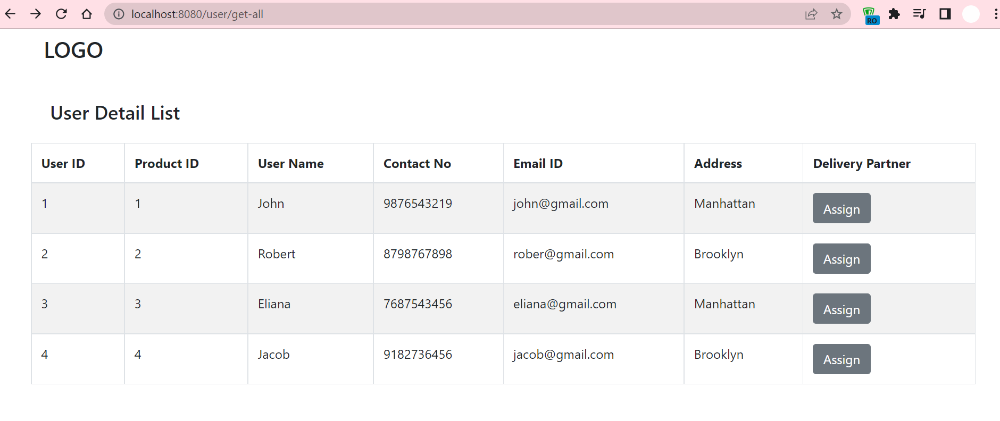 localhost:8080/user/get-all
RO
LOGO
User Detail List
User ID Product ID User Name Contact No Email ID Address Delivery Partner
1 1 John 9876543219 john@gmail.com Manhattan Assign
2 2 Robert 8798767898 rober@gmail.com Brooklyn Assign
3 3 Eliana 7687543456 eliana@gmail.com Manhattan Assign
4 4 Jacob 9182736456 jacob@gmail.com Brooklyn Assign